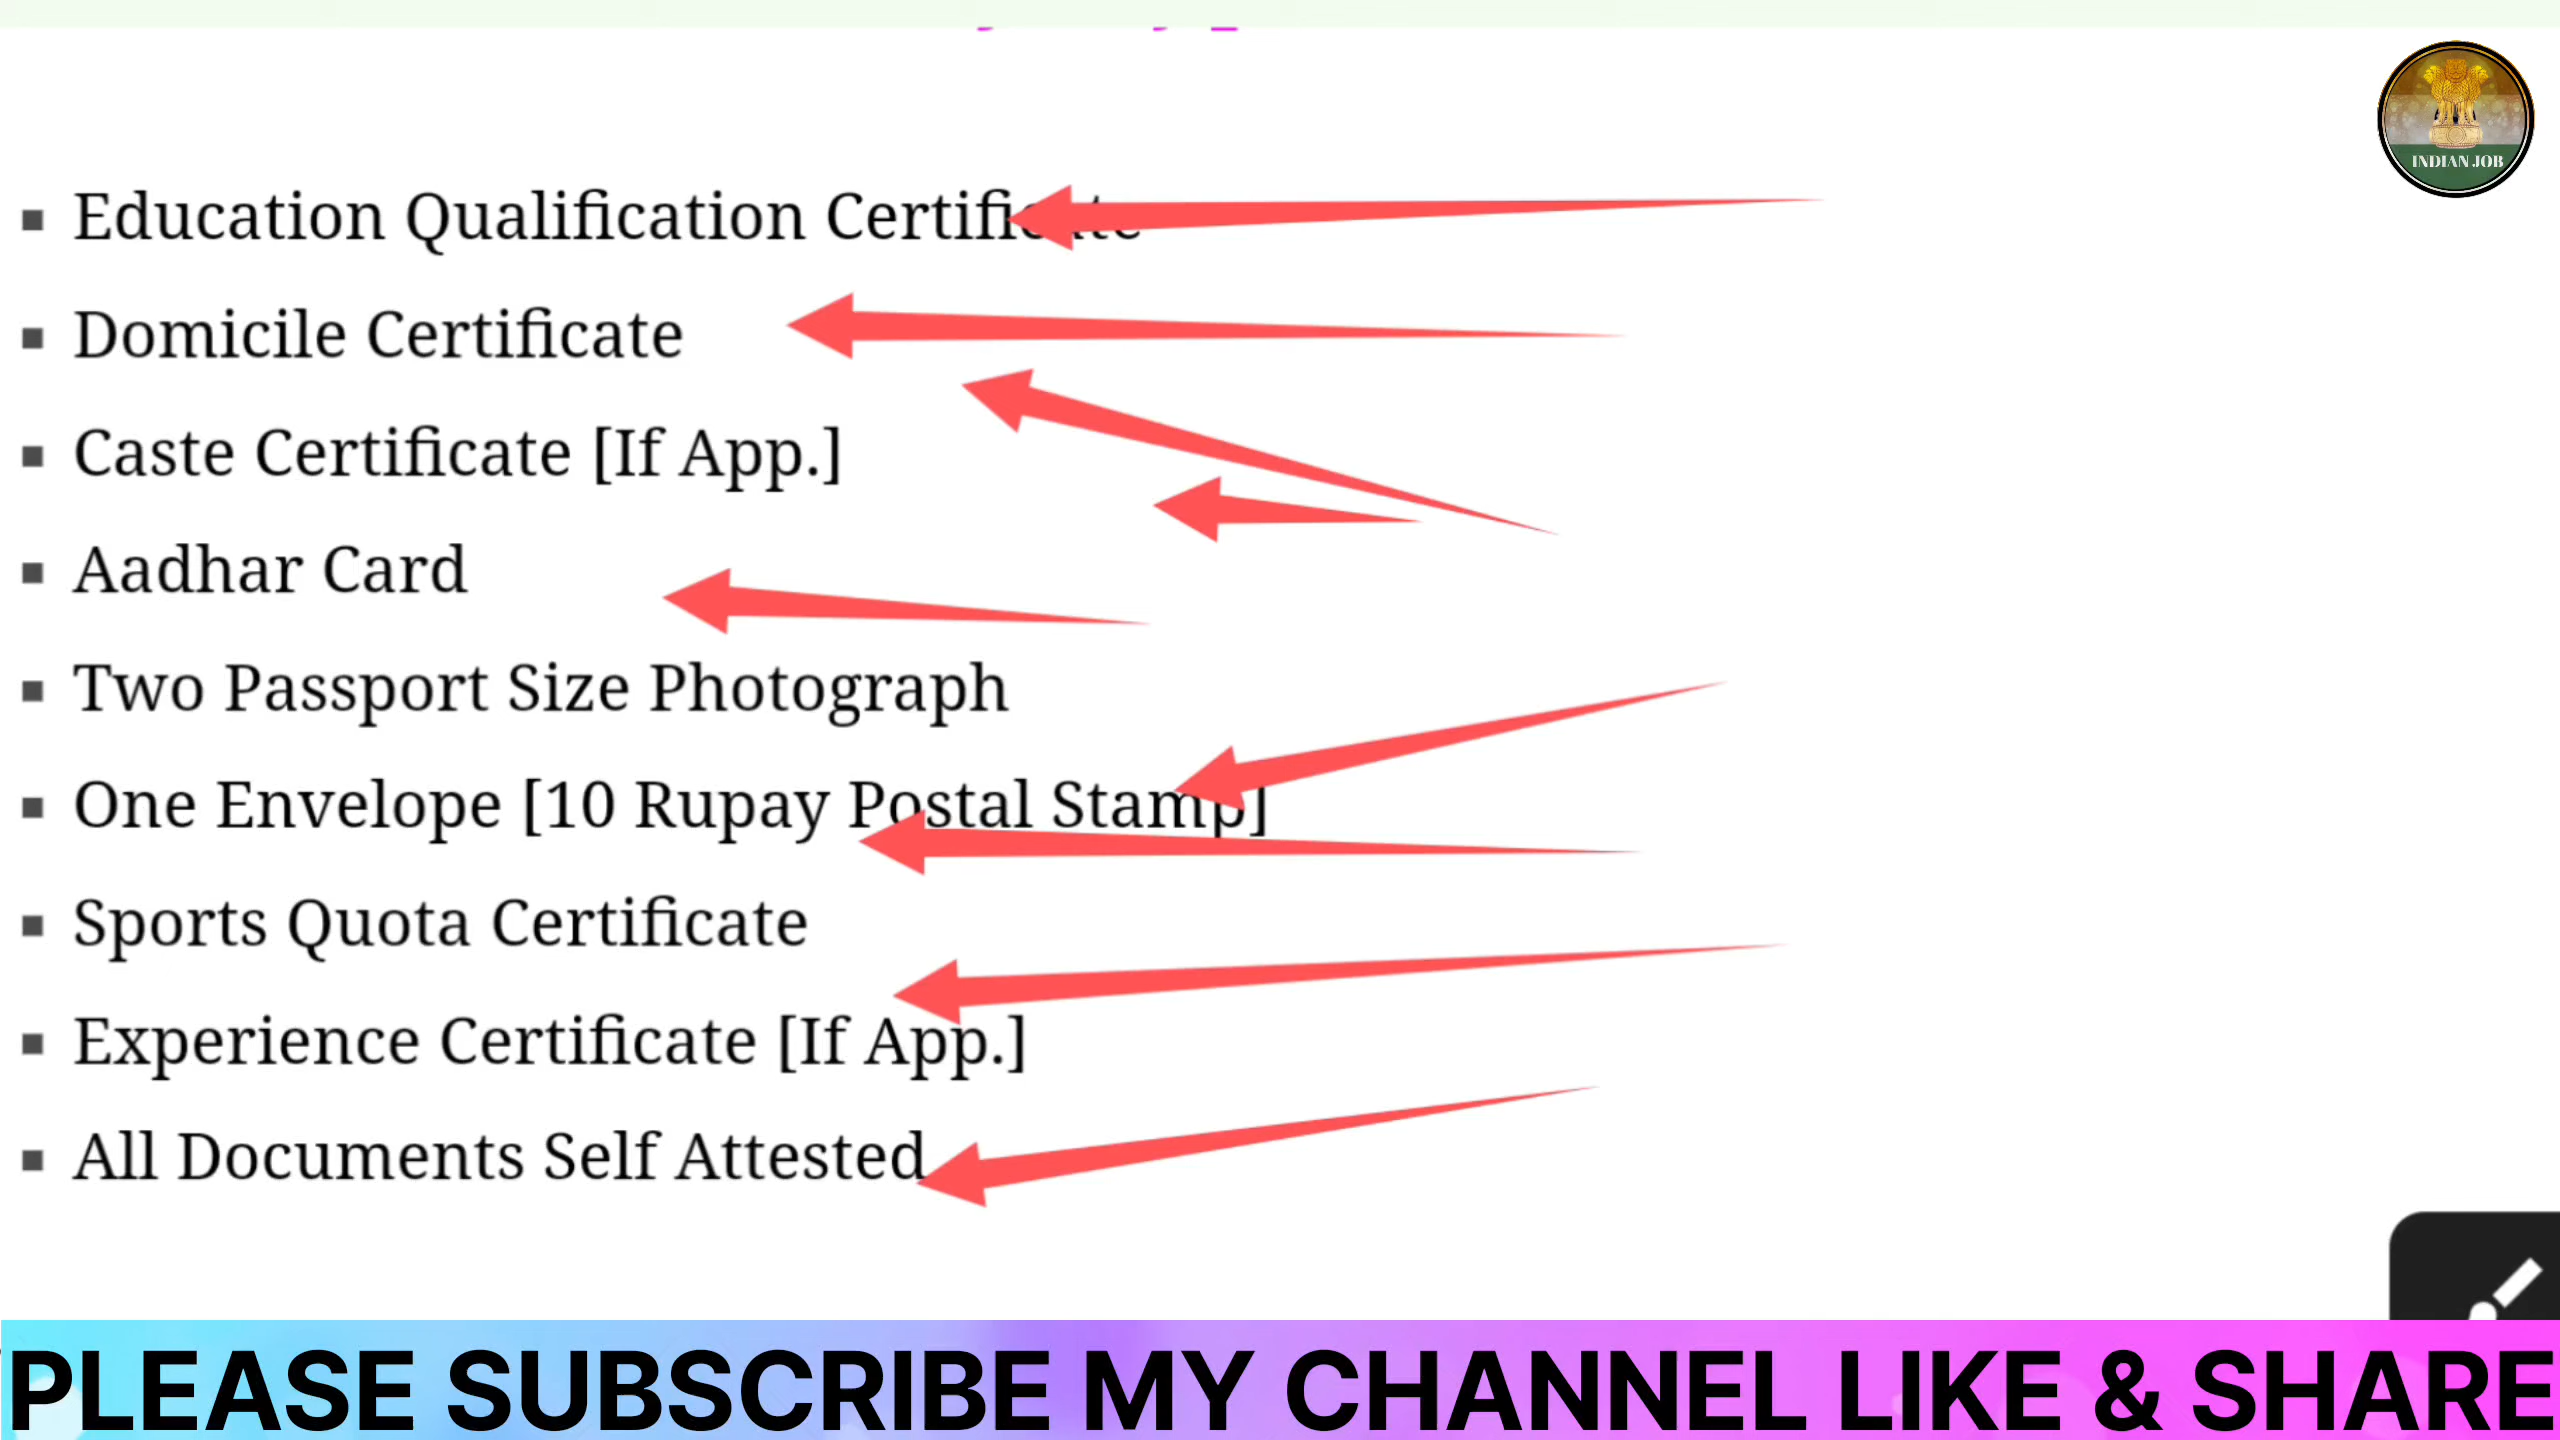 INDIAN JOB
Education Qualification Certificate
Domicile Certificate
Caste Certificate [If App.]
Aadhar Card
Two Passport Size Photograph
One Envelope [10 Rupay Postal Stamp]
Sports Quota Certificate
Experience Certificate [If App.]
All Documents Self Attested
PLEASE SUBSCRIBE MY CHANNEL LIKE & SHARE